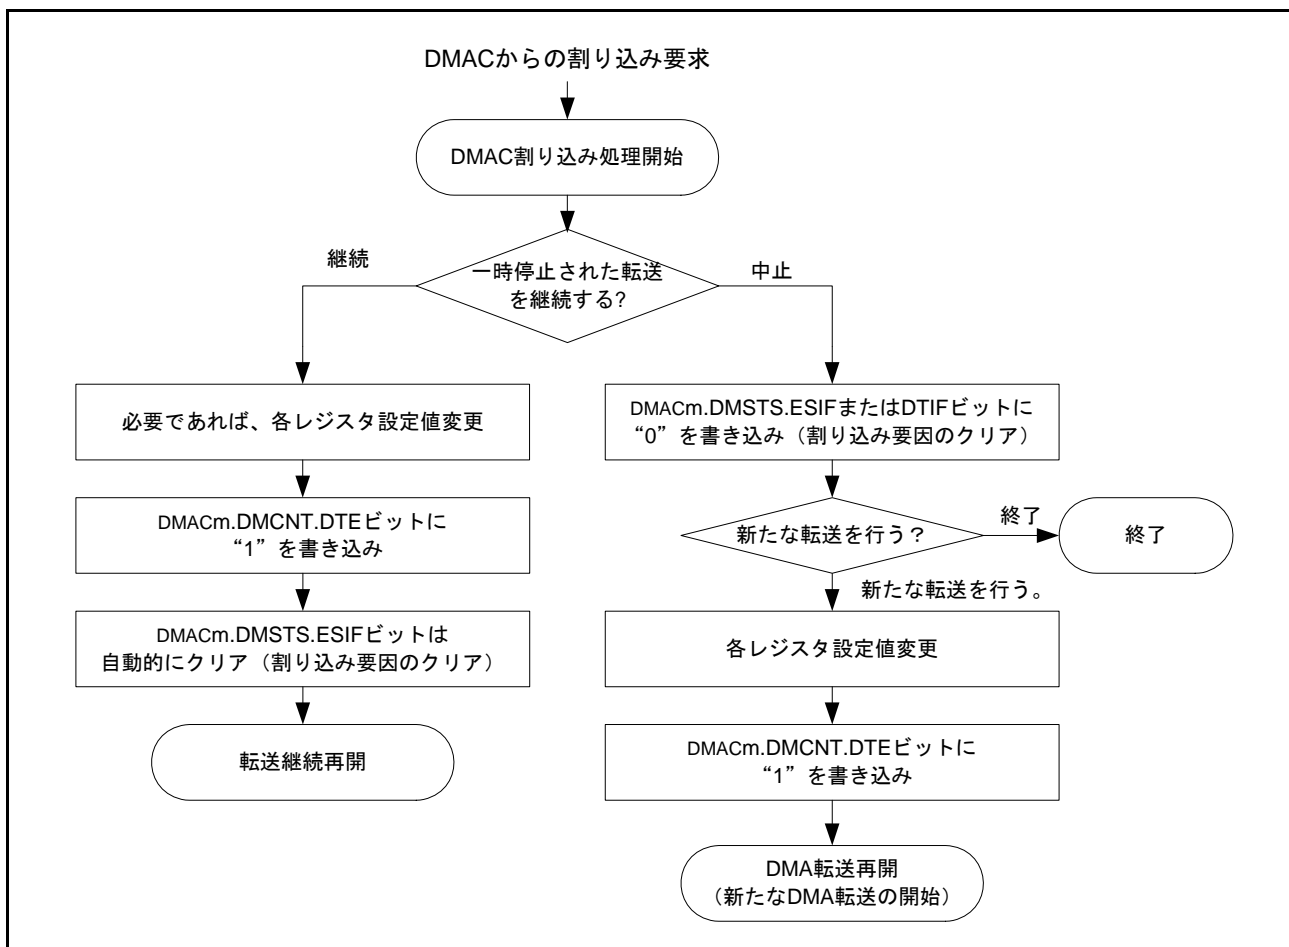 DMACからの割り込み要求
DMAC割り込み処理開始
一時停止された転送
を継続する?
継続
中止
必要であれば、各レジスタ設定値変更
DMACm.DMCNT.DTEビットに
“1”を書き込み
DMACm.DMSTS.ESIFビットは
自動的にクリア（割り込み要因のクリア）
転送継続再開
DMACm.DMSTS.ESIFまたはDTIFビットに
“0”を書き込み（割り込み要因のクリア）
新たな転送を行う？
終了
終了
新たな転送を行う。
各レジスタ設定値変更
DMACm.DMCNT.DTEビットに
“1”を書き込み
DMA転送再開
（新たなDMA転送の開始）